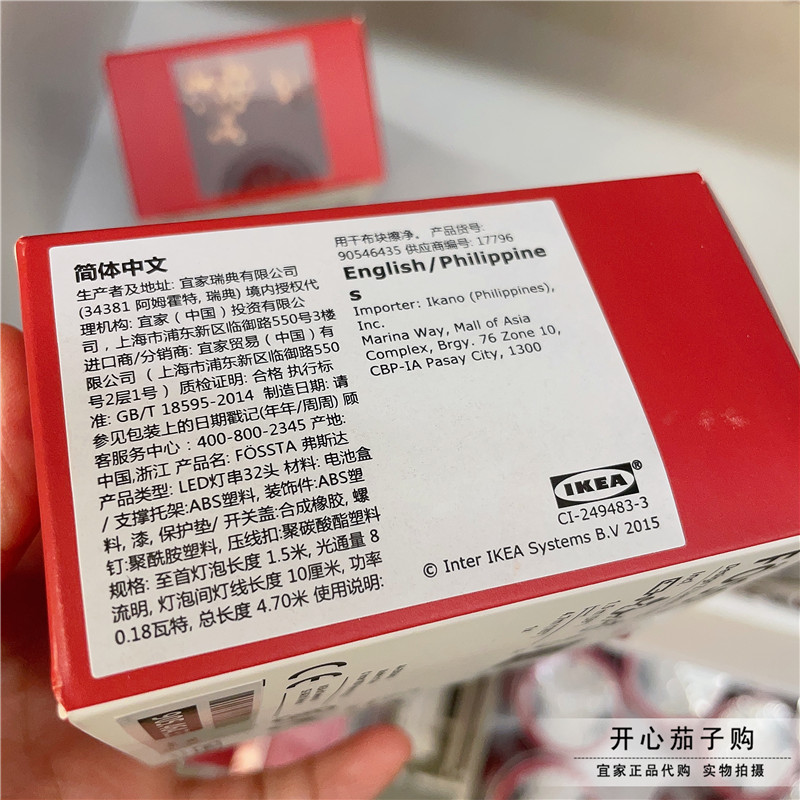 简体中文
生产者及地址: 宜家瑞典有限公司
(34381 阿姆霍特, 瑞典) 境内授权代
理机构: 宜家（中国）投资有限公
司，上海市浦东新区临御路550号3楼
进口商/分销商: 宜家贸易（中国）有
限公司（上海市浦东新区临御路550
号2层1号） 质检证明: 合格 执行标
准: GB/T 18595-2014 制造日期: 请
参见包装上的日期戳记(年年/周周) 顾
客服务中心：400-800-2345 产地:
中国,浙江 产品名: FÖSSTA 弗斯达
产品类型: LED灯串32头 材料: 电池盒
/ 支撑托架:ABS塑料, 装饰件:ABS塑
料, 漆, 保护垫/ 开关盖:合成橡胶, 螺
钉:聚酰胺塑料, 压线扣:聚碳酸酯塑料
规格: 至首灯泡长度 1.5米, 光通量 8
流明, 灯泡间灯线长度 10厘米, 功率
0.18瓦特, 总长度 4.70米 使用说明:
用干布块擦净。 产品货号:
90546435 供应商编号: 17796
English/Philippine
s
Importer: Ikano (Philippines),
Inc.
Marina Way, Mall of Asia
Complex, Brgy. 76 Zone 10,
CBP-IA Pasay City, 1300
IKEA®
CI-249483-3
© Inter IKEA Systems B.V 2015
CE
开心茄子购
宜家正品代购 实物拍摄